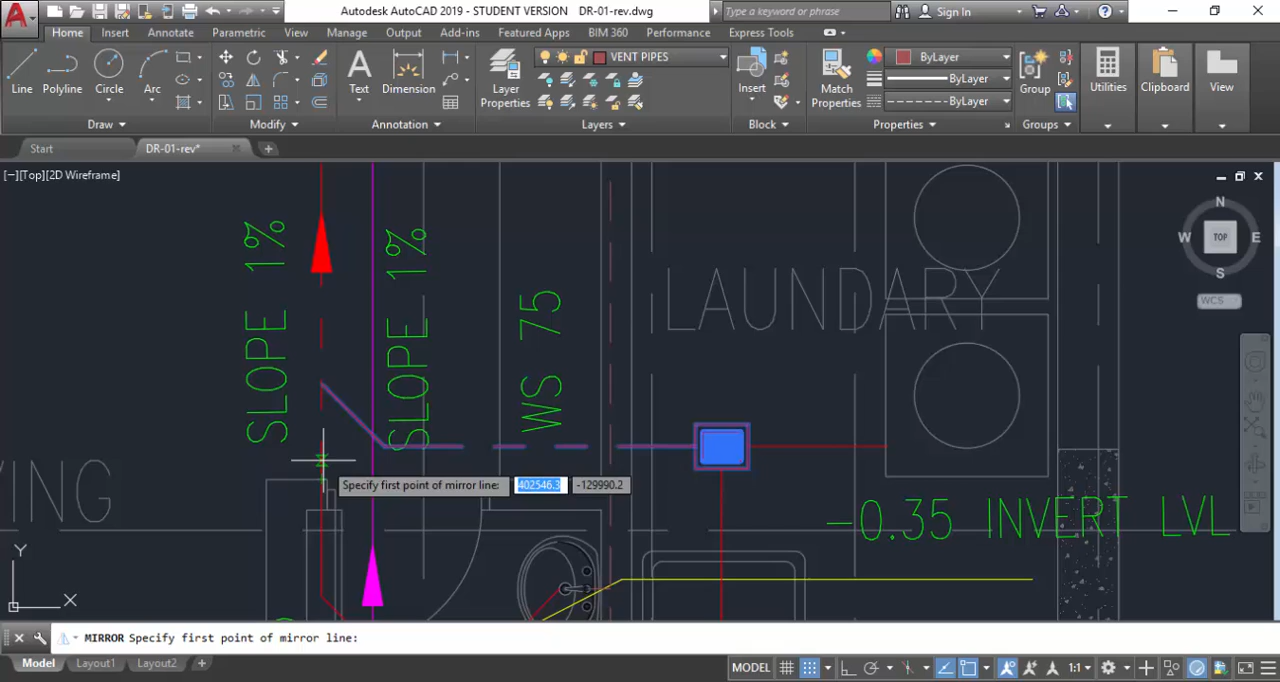 A
Autodesk AutoCAD 2019 - STUDENT VERSION DR-01-rev.dwg
Type a keyword or phrase
Sign In
Home Insert Annotate Parametric View Manage Output Add-ins Featured Apps BIM 360 Performance Express Tools
Line Polyline Circle Arc
Text Dimension
Layer Properties
VENT PIPES
Insert
Match Properties
ByLayer
ByLayer
ByLayer
Group
Utilities
Clipboard
View
Draw Modify Annotation Layers Block Properties Groups
Start DR-01-rev*
[−][Top][2D Wireframe]
N
W TOP E
S
WCS
SLOPE 1%
SLOPE 1%
WS 75
LAUNDRY
YING
Specify first point of mirror line: 402546.3 -129990.2
-0.35 INVERT LVL
Y
X
MIRROR Specify first point of mirror line:
Model Layout1 Layout2 +
MODEL 1:1